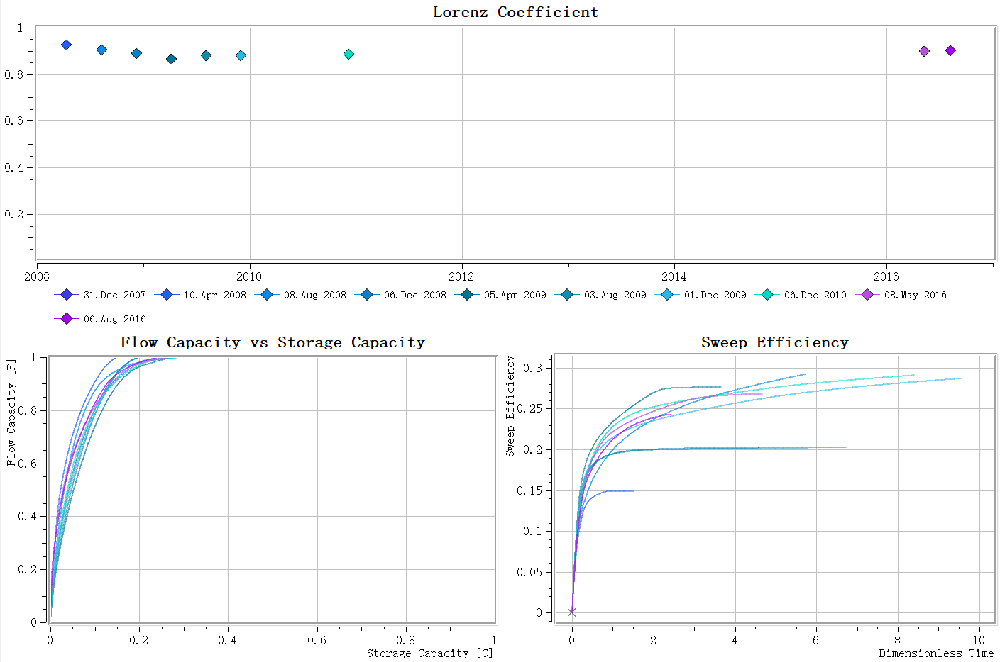 Lorenz Coefficient
1
0.8
0.6
0.4
0.2
2008 2010 2012 2014 2016
31.Dec 2007 10.Apr 2008 08.Aug 2008 06.Dec 2008 05.Apr 2009 03.Aug 2009 01.Dec 2009 06.Dec 2010 08.May 2016
06.Aug 2016
Flow Capacity vs Storage Capacity
Flow Capacity [F]
1
0.8
0.6
0.4
0.2
0
0 0.2 0.4 0.6 0.8 1
Storage Capacity [C]
Sweep Efficiency
Sweep Efficiency
0.3
0.25
0.2
0.15
0.1
0.05
0
0 2 4 6 8 10
Dimensionless Time